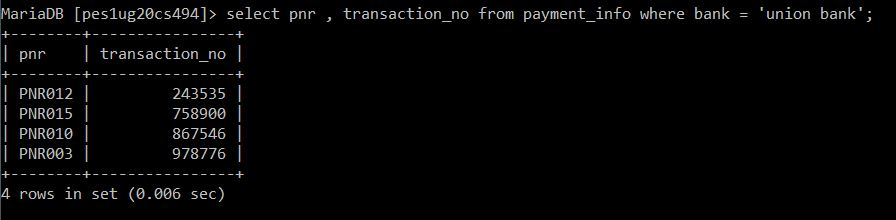 MariaDB [pes1ug20cs494]> select pnr , transaction_no from payment_info where bank = 'union bank';
+--------+----------------+
| pnr    | transaction_no |
+--------+----------------+
| PNR012 |         243535 |
| PNR015 |         758900 |
| PNR010 |         867546 |
| PNR003 |         978776 |
+--------+----------------+
4 rows in set (0.006 sec)